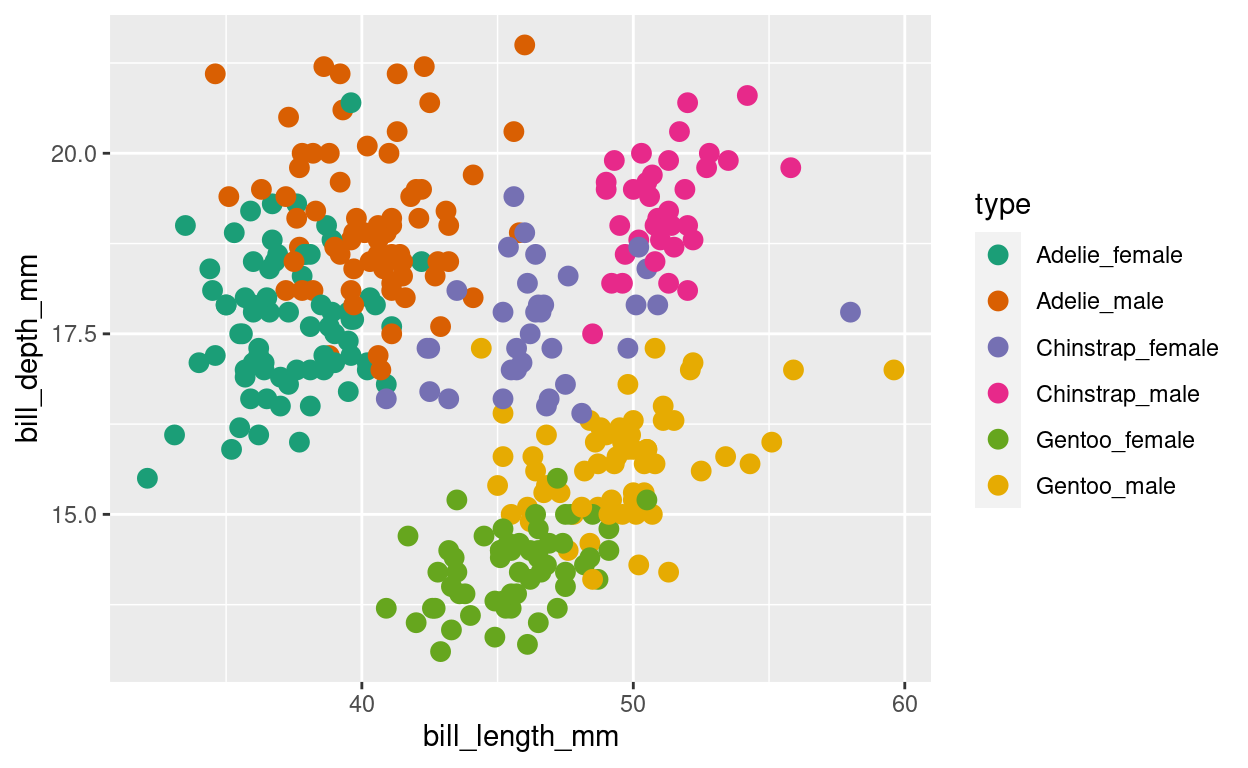 20.0
17.5
15.0
bill_depth_mm
40
50
60
bill_length_mm
type
Adelie_female
Adelie_male
Chinstrap_female
Chinstrap_male
Gentoo_female
Gentoo_male